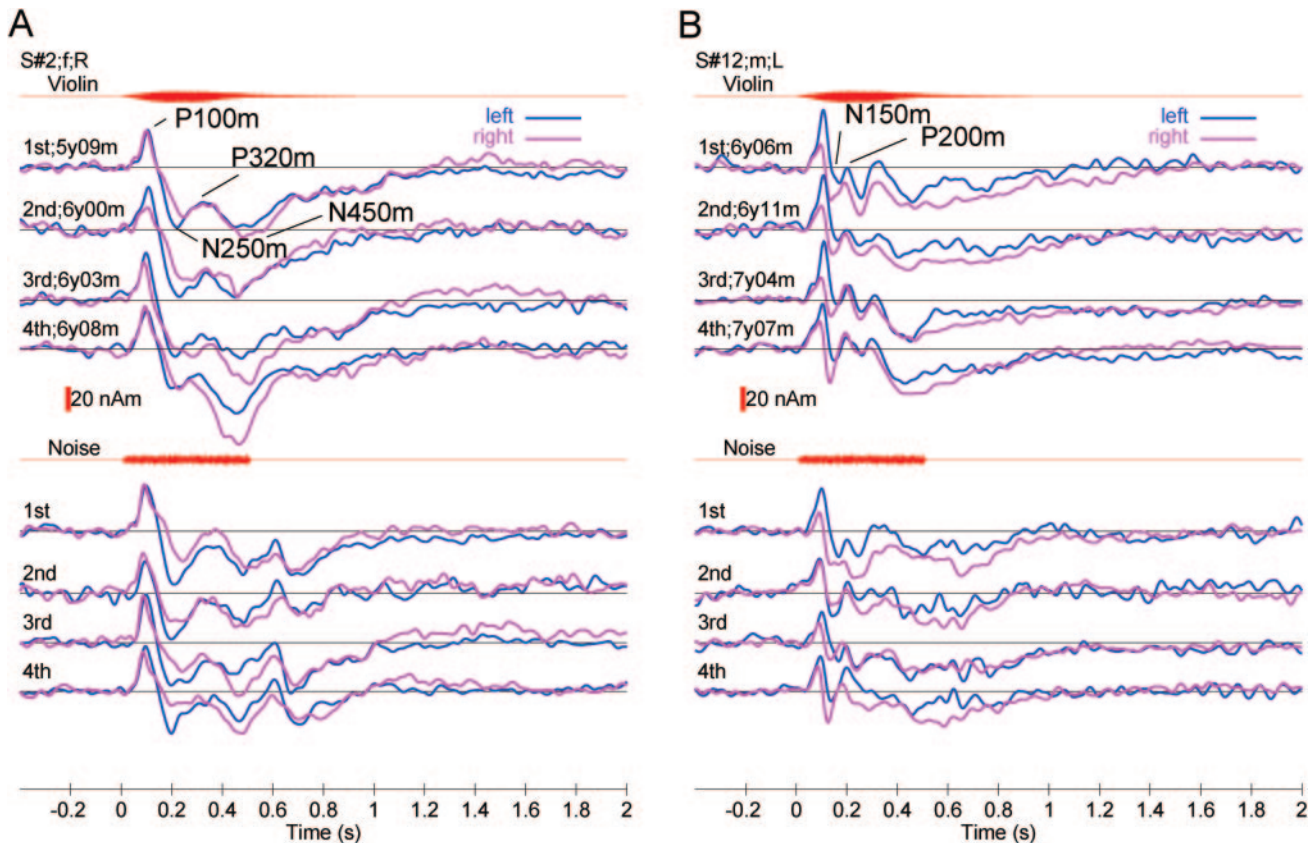 A
S#2;f;R
Violin
P100m
left
right
1st;5y09m
P320m
2nd;6y00m
N450m
N250m
3rd;6y03m
4th;6y08m
20 nAm
Noise
1st
2nd
3rd
4th
-0.2 0 0.2 0.4 0.6 0.8 1 1.2 1.4 1.6 1.8 2
Time (s)
B
S#12;m;L
Violin
N150m
left
P200m
right
1st;6y06m
2nd;6y11m
3rd;7y04m
4th;7y07m
20 nAm
Noise
1st
2nd
3rd
4th
-0.2 0 0.2 0.4 0.6 0.8 1 1.2 1.4 1.6 1.8 2
Time (s)